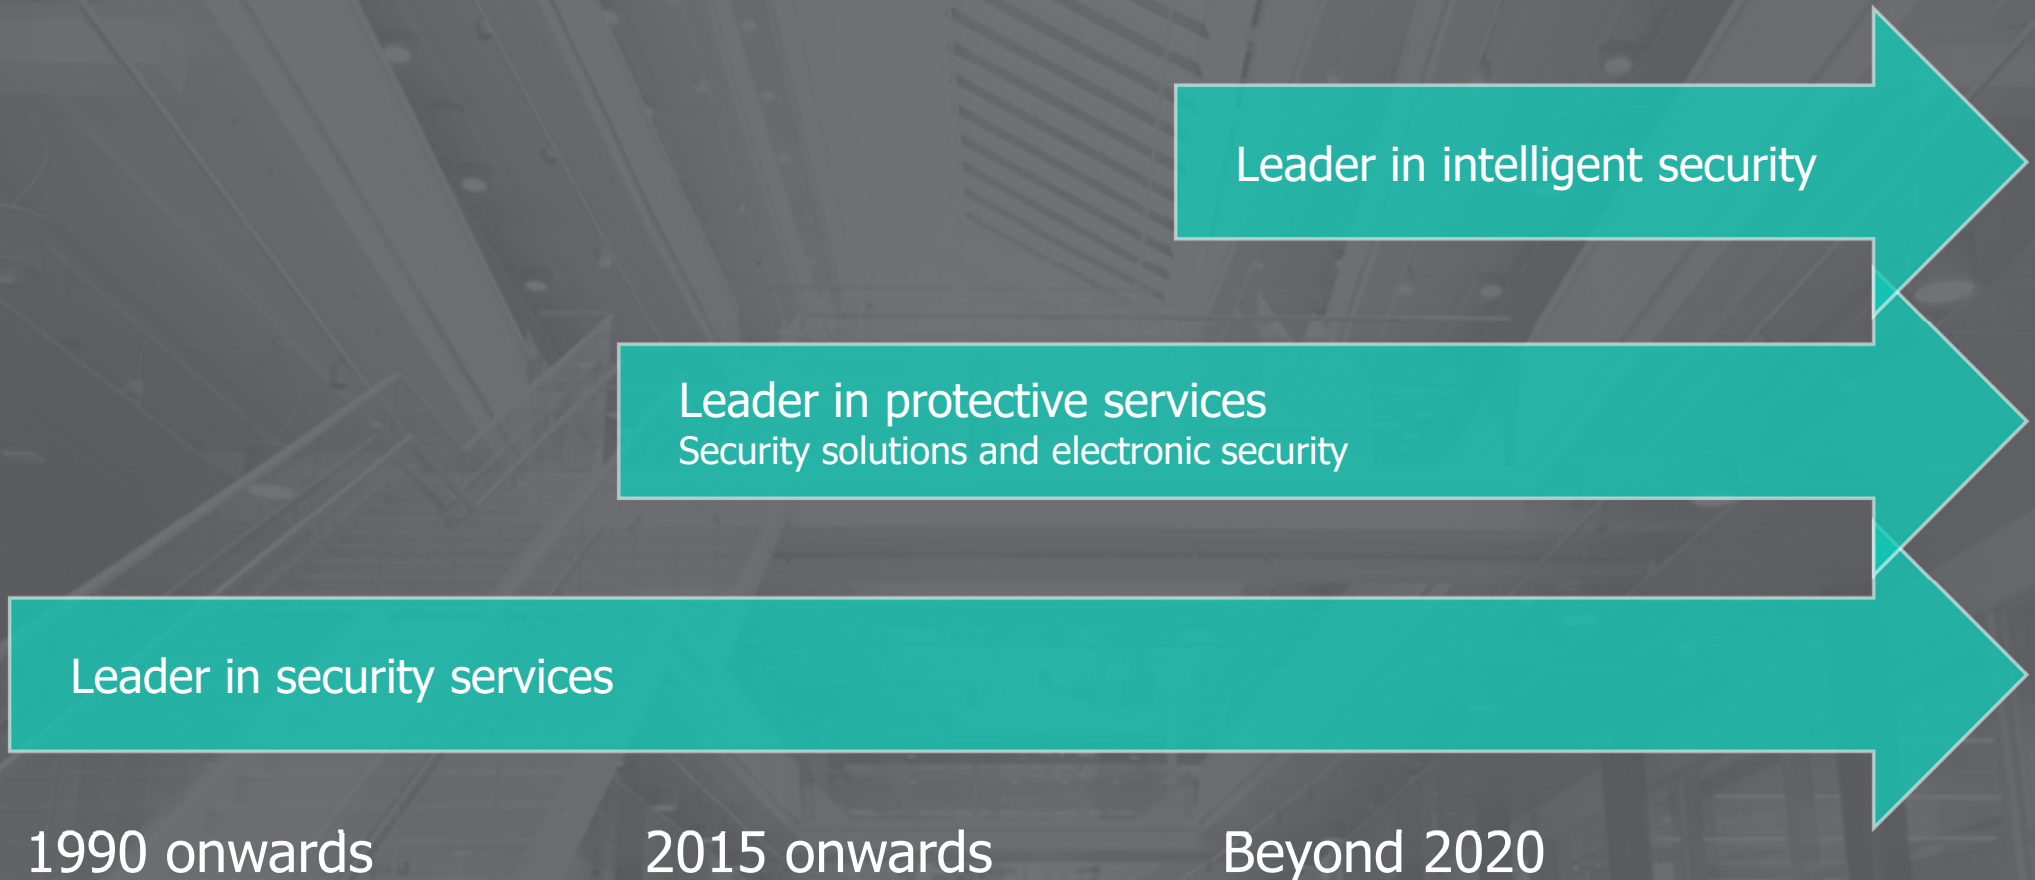 Leader in intelligent security
Leader in protective services
Security solutions and electronic security
Leader in security services
1990 onwards
2015 onwards
Beyond 2020